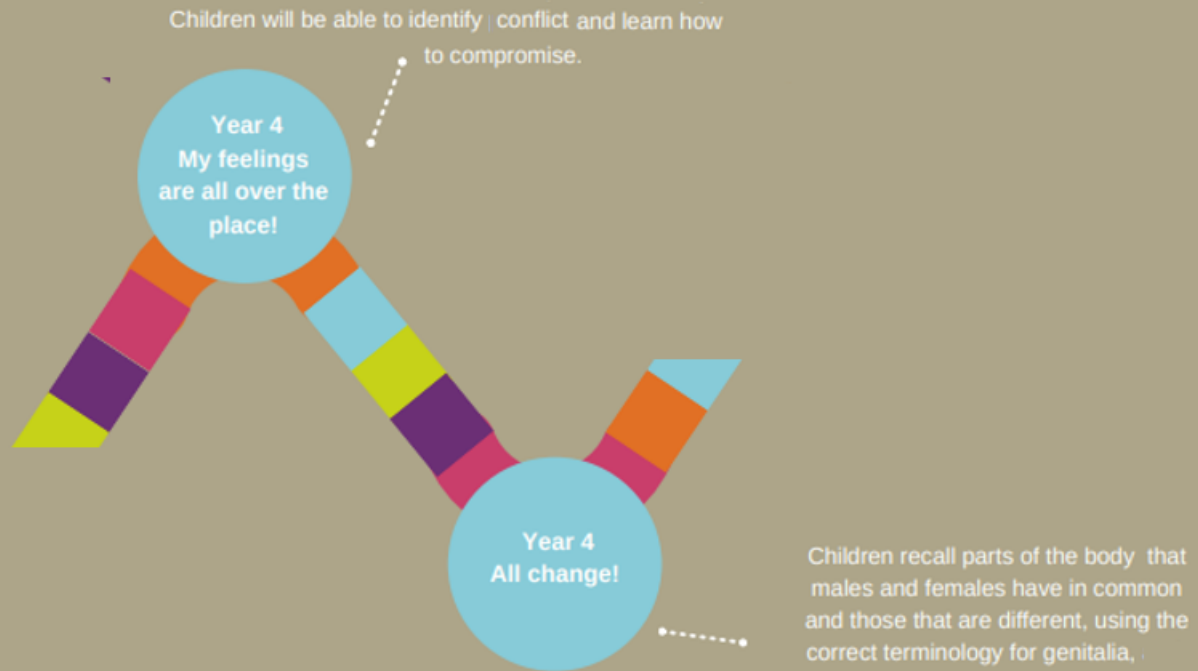 Children will be able to identify conflict and learn how
to compromise.
Year 4
My feelings
are all over the
place!
Year 4
All change!
Children recall parts of the body that
males and females have in common
and those that are different, using the
correct terminology for genitalia,